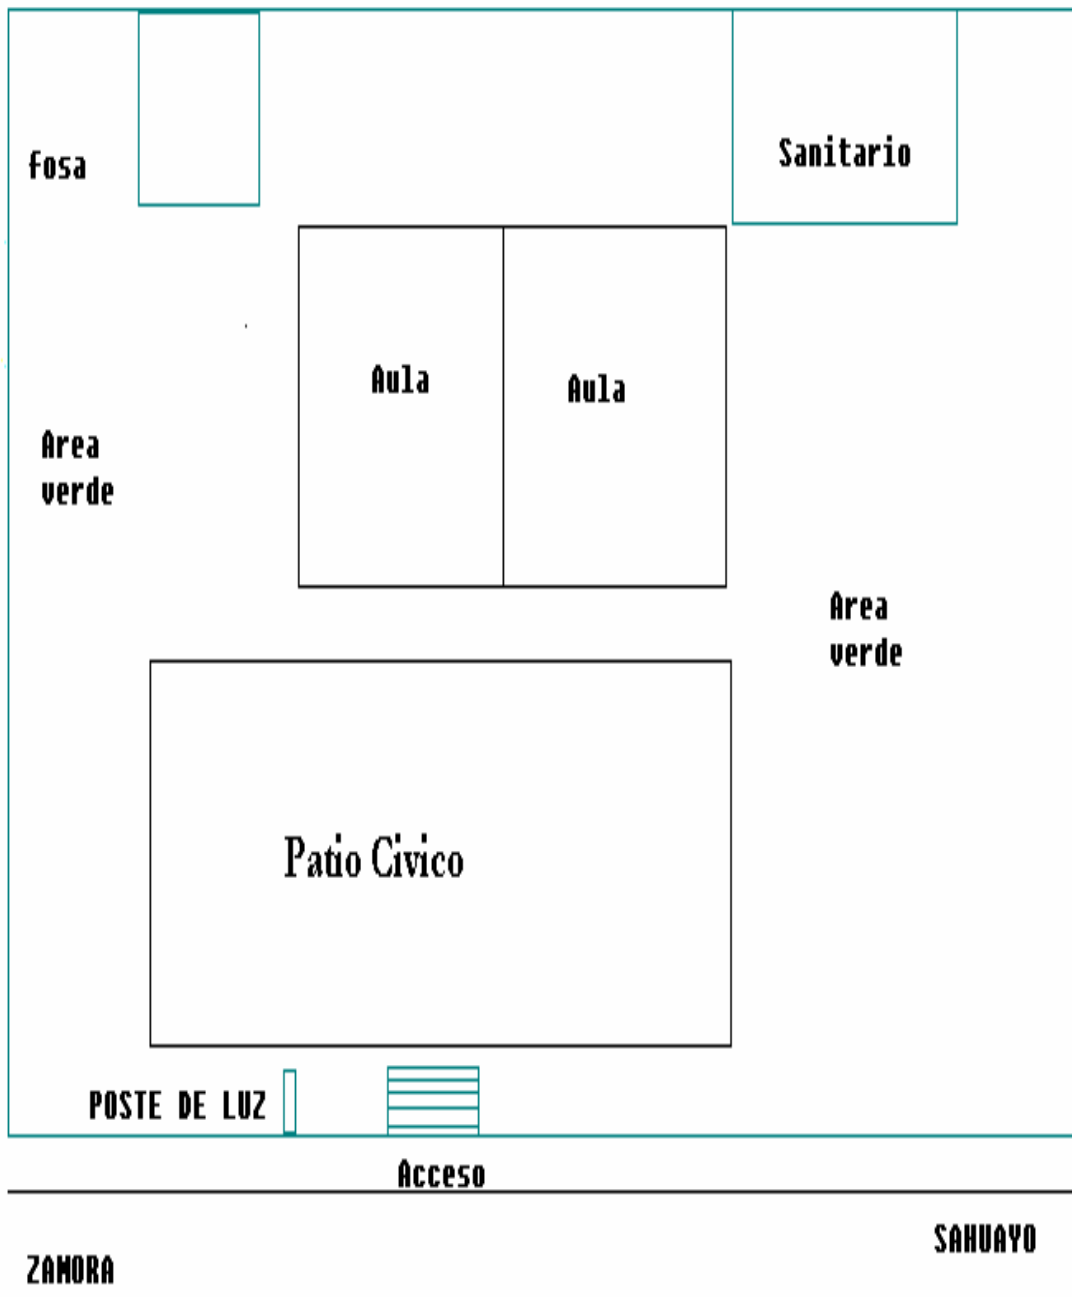 fosa
Sanitario
Aula
Aula
Area
verde
Area
verde
Patio Civico
POSTE DE LUZ
Acceso
SAHUAYO
ZAMORA